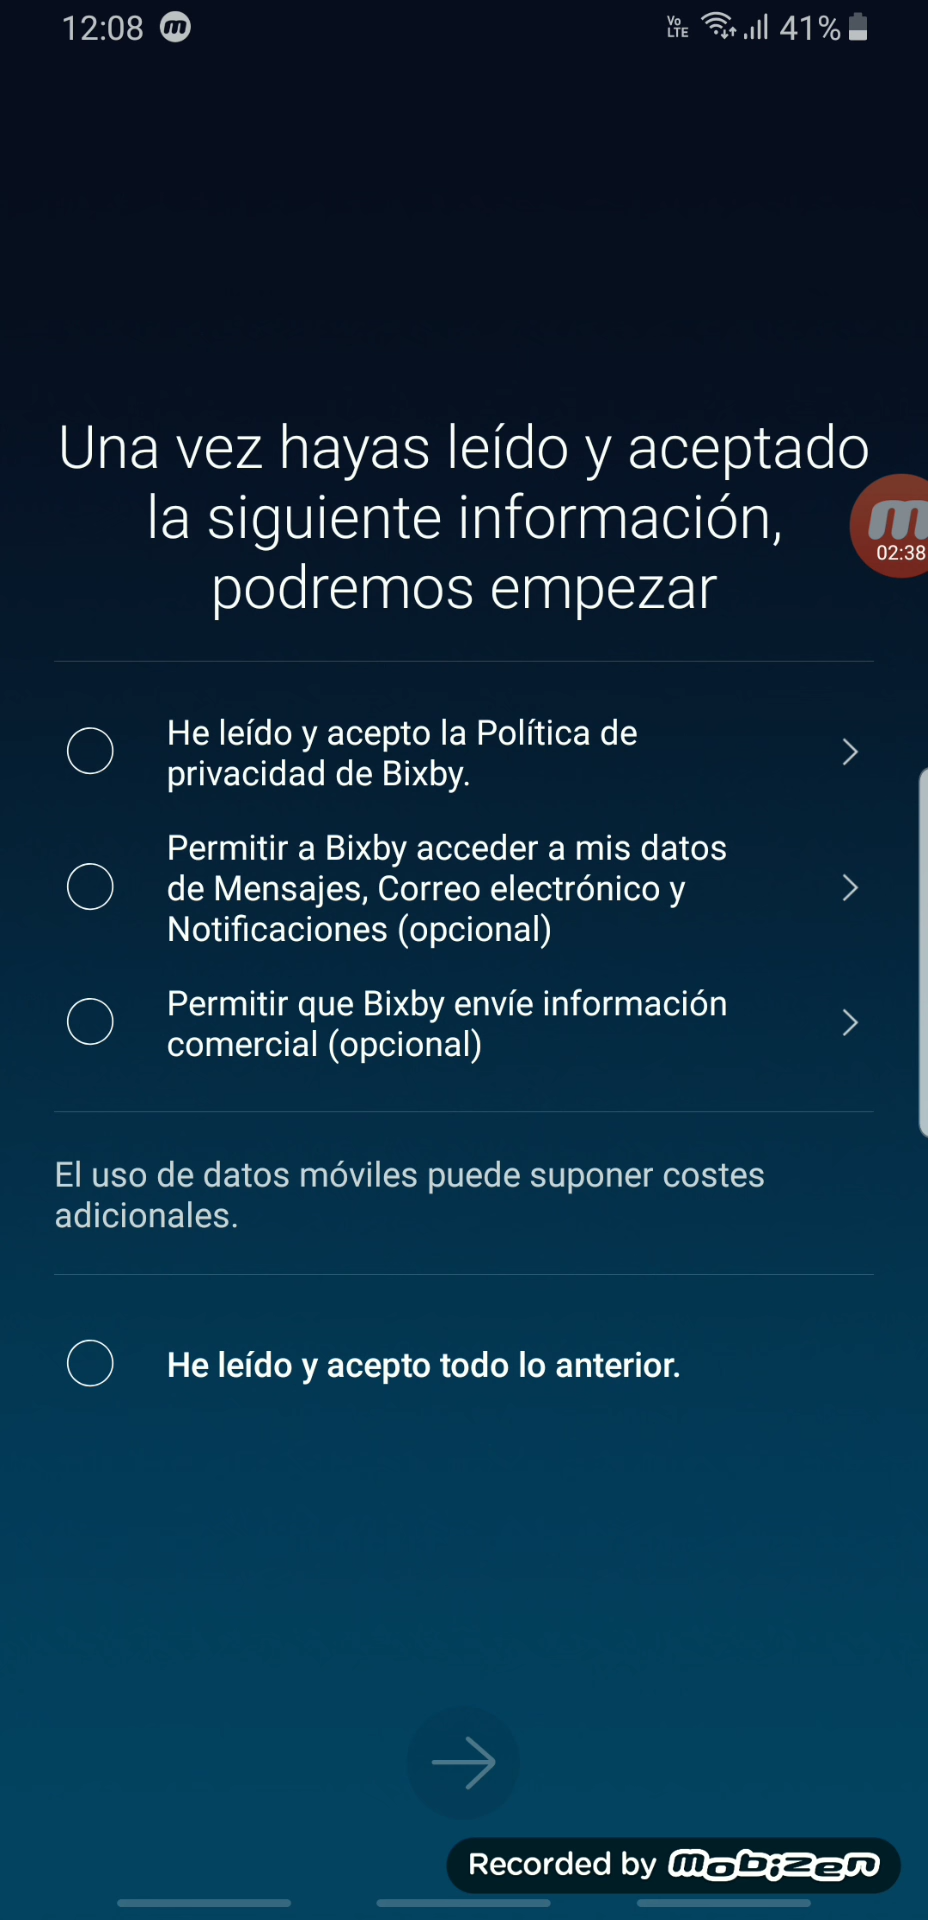 12:08 m Vo LTE 41%
Una vez hayas leído y aceptado
la siguiente información,
podremos empezar
m
02:38
He leído y acepto la Política de
privacidad de Bixby.
Permitir a Bixby acceder a mis datos
de Mensajes, Correo electrónico y
Notificaciones (opcional)
Permitir que Bixby envíe información
comercial (opcional)
El uso de datos móviles puede suponer costes
adicionales.
He leído y acepto todo lo anterior.
Recorded by mobizen